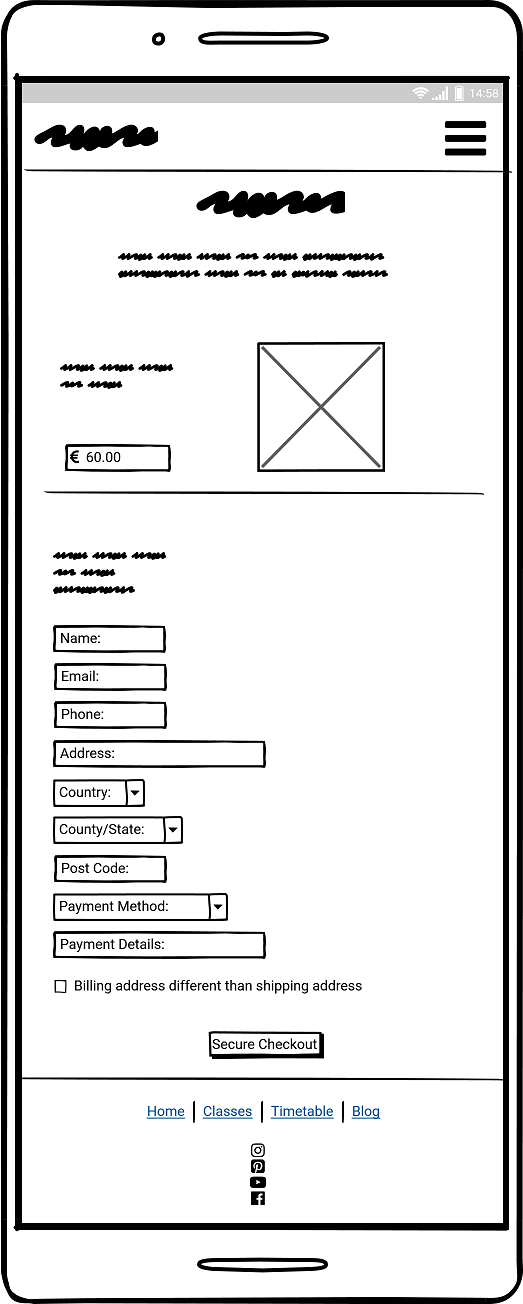 14:58
€ 60.00
Name:
Email:
Phone:
Address:
Country:
County/State:
Post Code:
Payment Method:
Payment Details:
Billing address different than shipping address
Secure Checkout
Home | Classes | Timetable | Blog